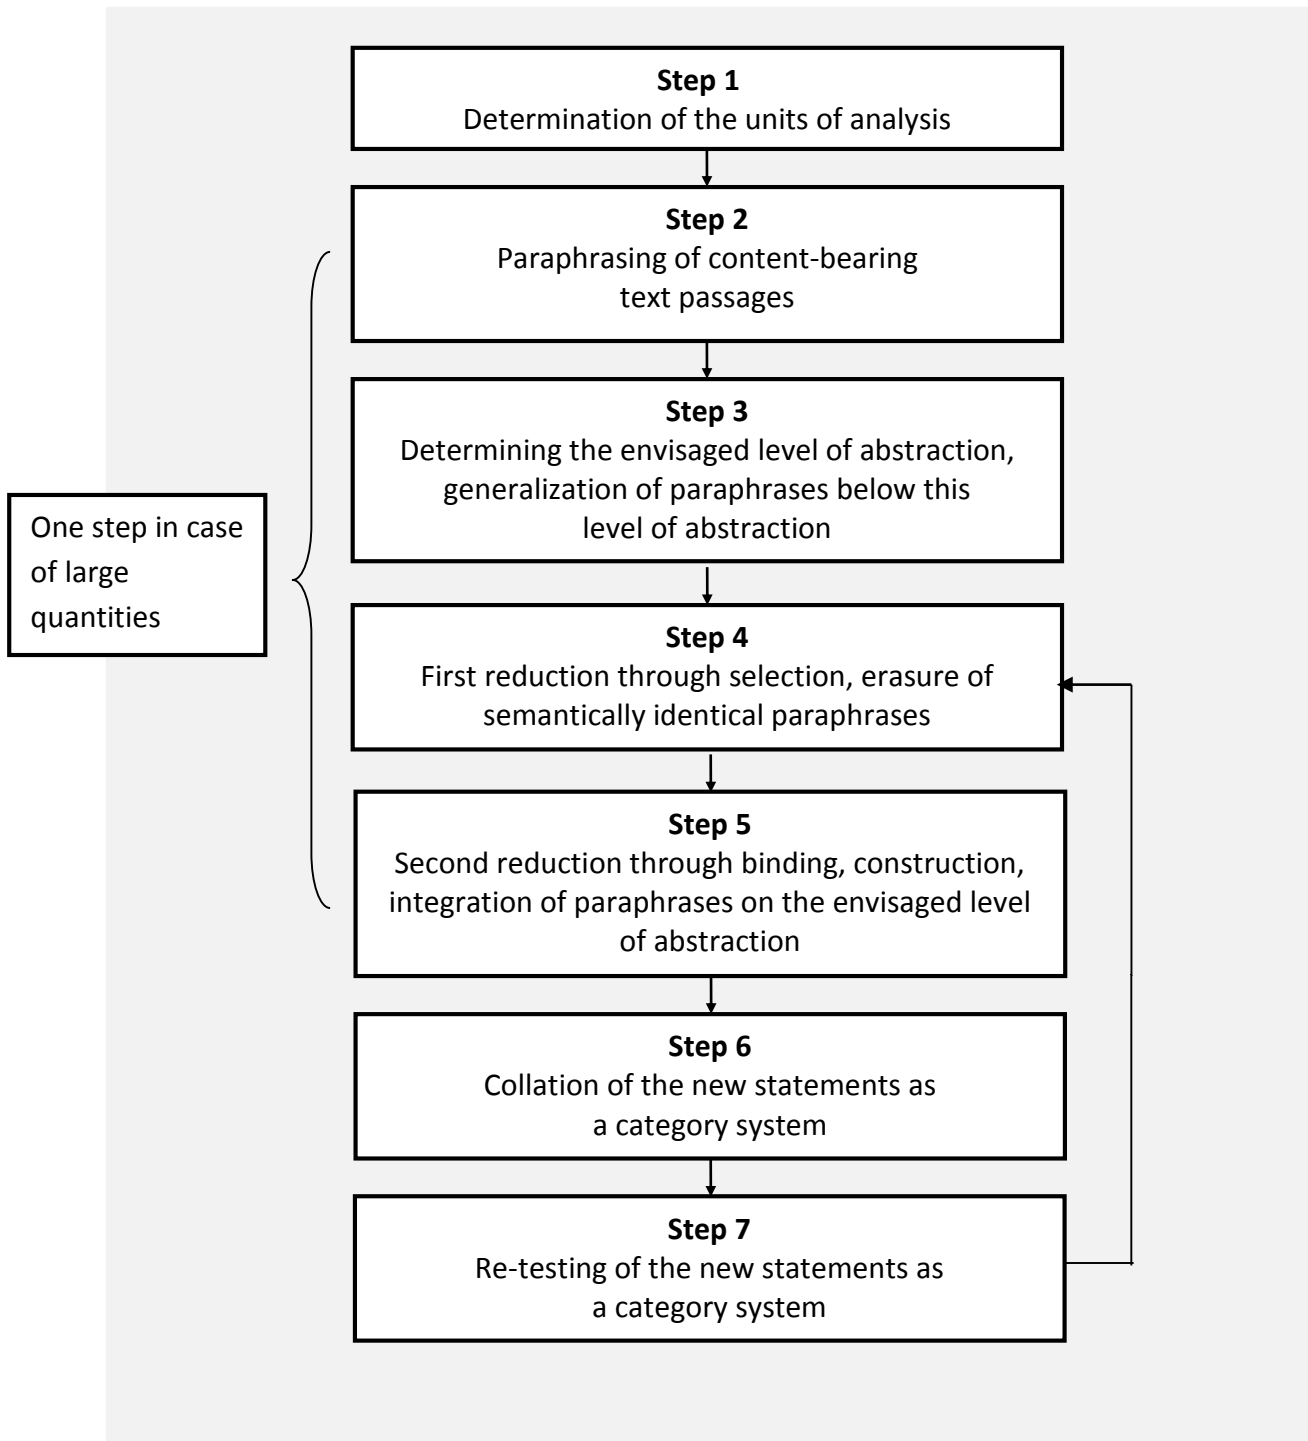 Step 1
Determination of the units of analysis
Step 2
Paraphrasing of content-bearing
text passages
Step 3
Determining the envisaged level of abstraction,
generalization of paraphrases below this
level of abstraction
One step in case
of large
quantities
Step 4
First reduction through selection, erasure of
semantically identical paraphrases
Step 5
Second reduction through binding, construction,
integration of paraphrases on the envisaged level
of abstraction
Step 6
Collation of the new statements as
a category system
Step 7
Re-testing of the new statements as
a category system